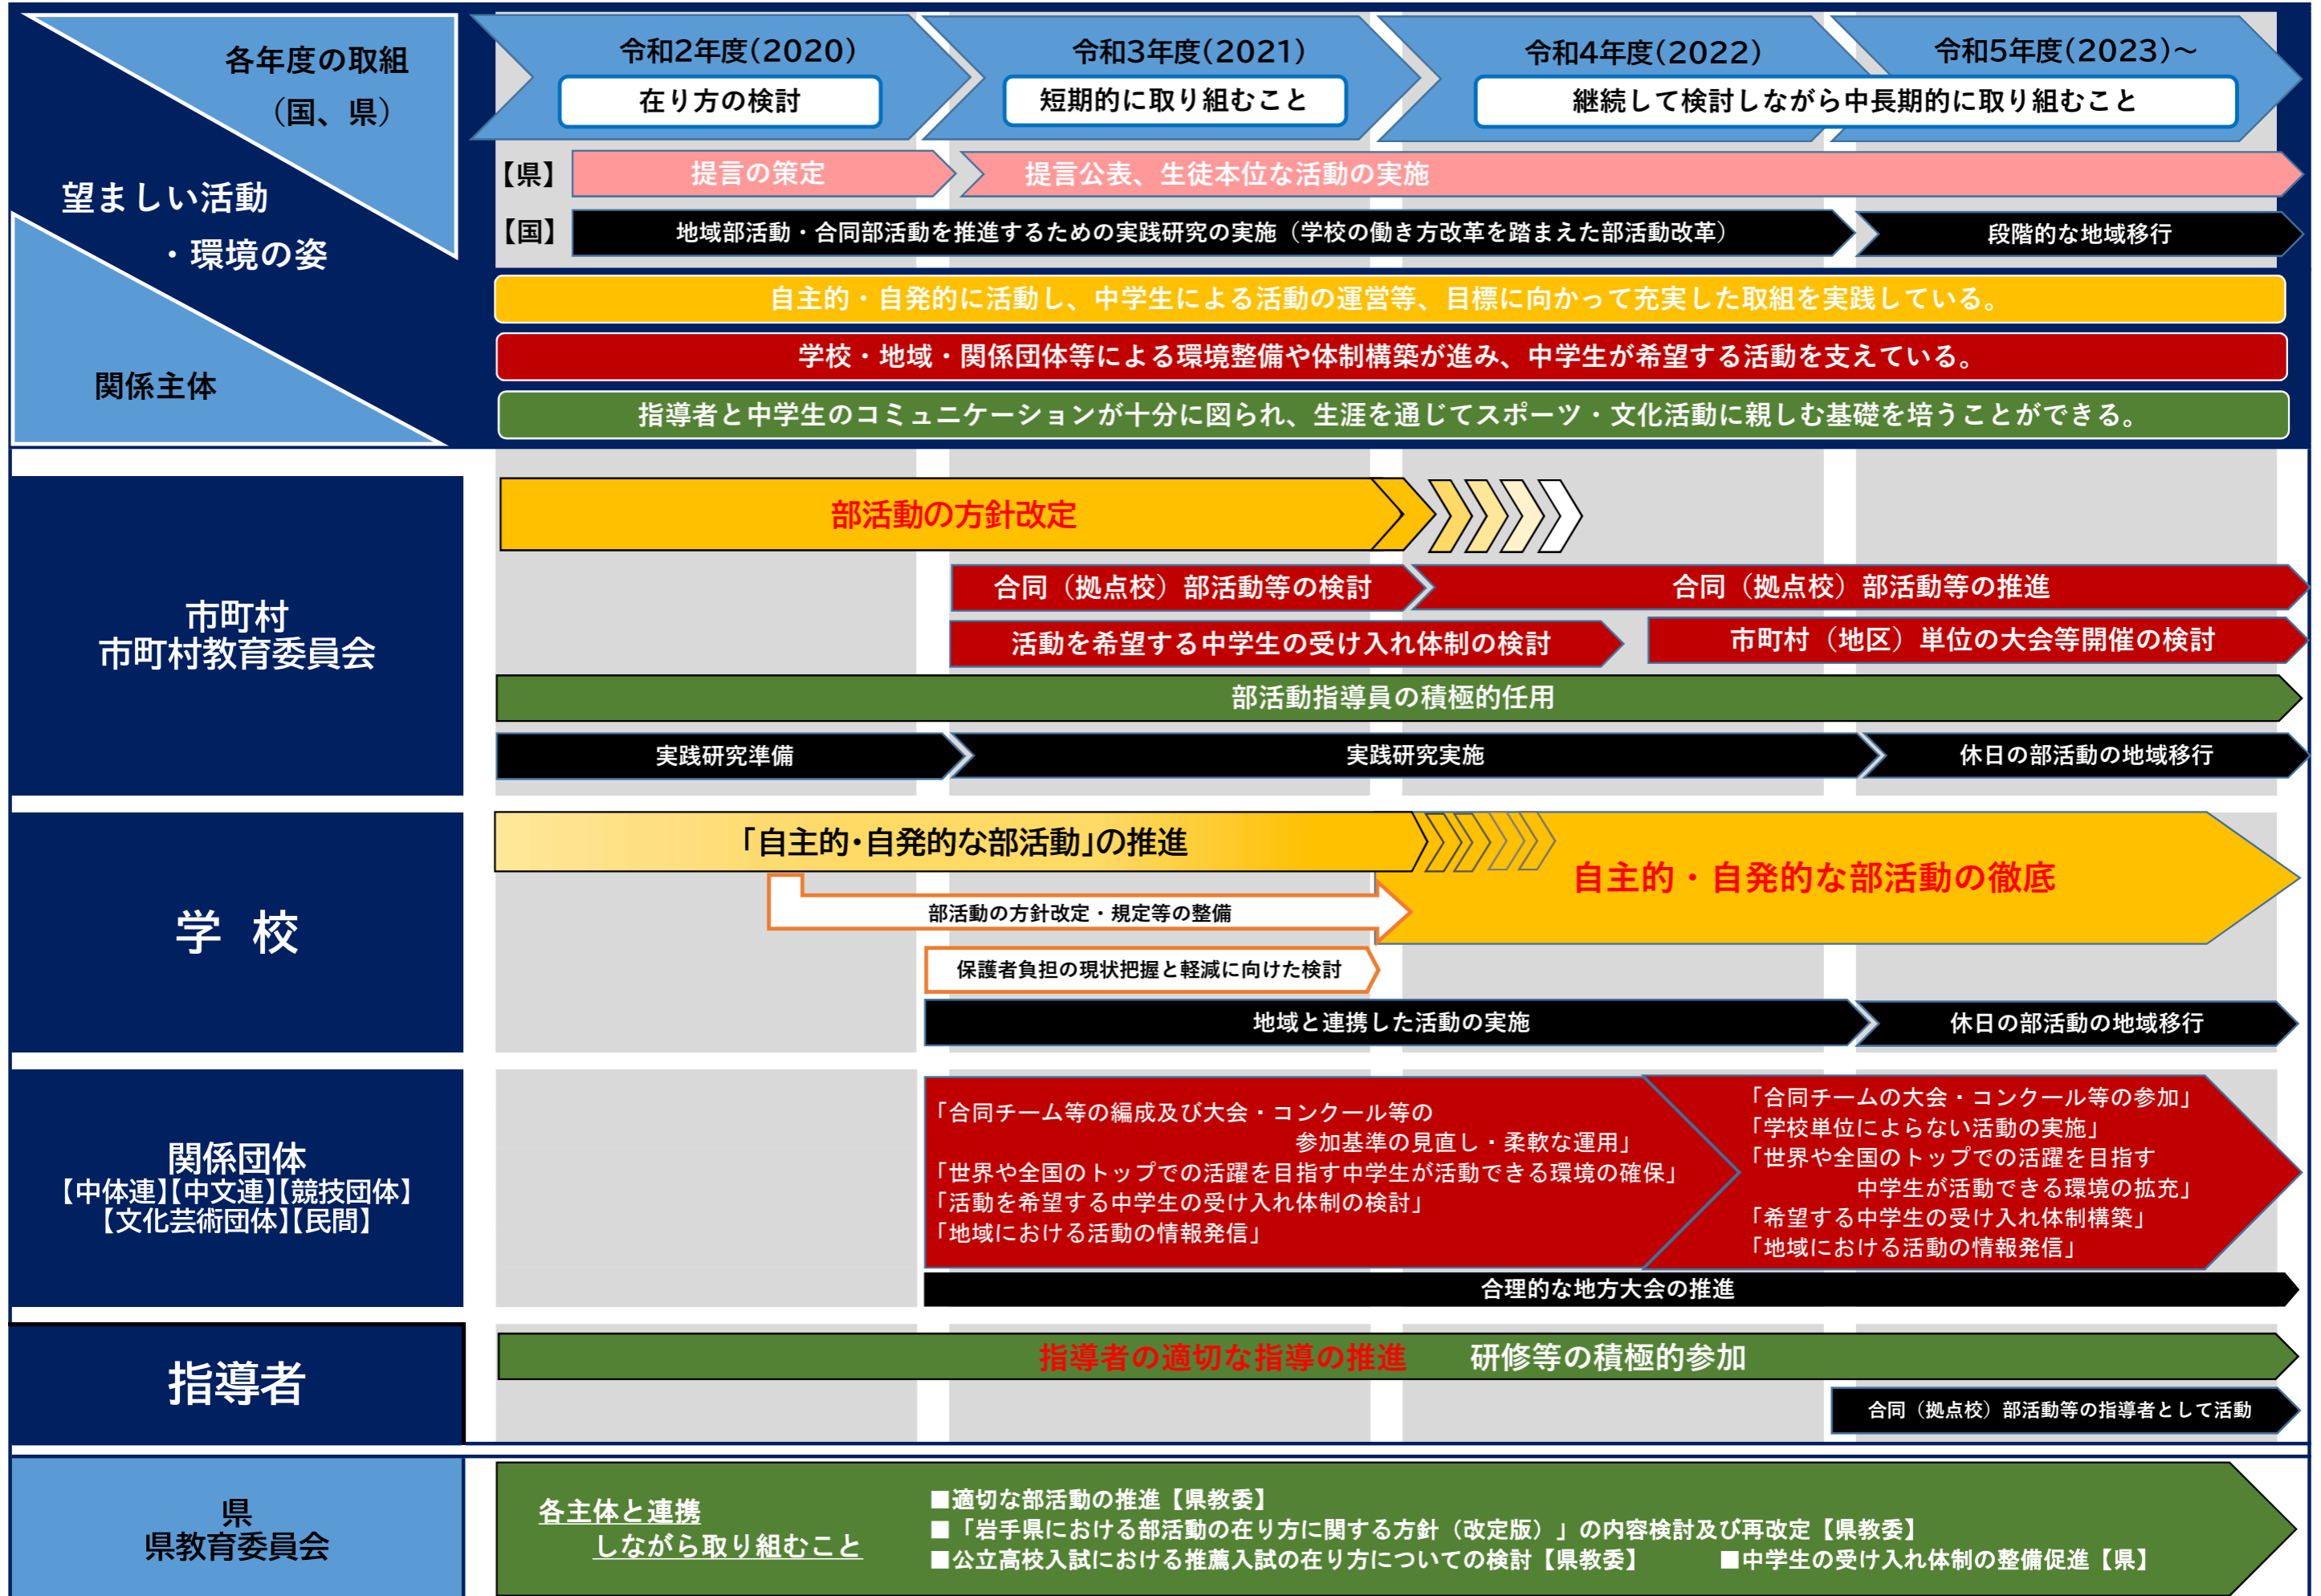 各年度の取組
（国、県）
望ましい活動
・環境の姿
関係主体
令和2年度(2020)
在り方の検討
令和3年度(2021)
短期的に取り組むこと
令和4年度(2022)
令和5年度(2023)～
継続して検討しながら中長期的に取り組むこと
【県】
提言の策定
提言公表、生徒本位な活動の実施
【国】
地域部活動・合同部活動を推進するための実践研究の実施（学校の働き方改革を踏まえた部活動改革）
段階的な地域移行
自主的・自発的に活動し、中学生による活動の運営等、目標に向かって充実した取組を実践している。
学校・地域・関係団体等による環境整備や体制構築が進み、中学生が希望する活動を支えている。
指導者と中学生のコミュニケーションが十分に図られ、生涯を通じてスポーツ・文化活動に親しむ基礎を培うことができる。
市町村
市町村教育委員会
部活動の方針改定
合同（拠点校）部活動等の検討
合同（拠点校）部活動等の推進
活動を希望する中学生の受け入れ体制の検討
市町村（地区）単位の大会等開催の検討
部活動指導員の積極的任用
実践研究準備
実践研究実施
休日の部活動の地域移行
学 校
「自主的・自発的な部活動」の推進
自主的・自発的な部活動の徹底
部活動の方針改定・規定等の整備
保護者負担の現状把握と軽減に向けた検討
地域と連携した活動の実施
休日の部活動の地域移行
関係団体
【中体連】【中文連】【競技団体】
【文化芸術団体】【民間】
「合同チーム等の編成及び大会・コンクール等の
参加基準の見直し・柔軟な運用」
「世界や全国のトップでの活躍を目指す中学生が活動できる環境の確保」
「活動を希望する中学生の受け入れ体制の検討」
「地域における活動の情報発信」
「合同チームの大会・コンクール等の参加」
「学校単位によらない活動の実施」
「世界や全国のトップでの活躍を目指す
中学生が活動できる環境の拡充」
「希望する中学生の受け入れ体制構築」
「地域における活動の情報発信」
合理的な地方大会の推進
指導者
指導者の適切な指導の推進　研修等の積極的参加
合同（拠点校）部活動等の指導者として活動
県
県教育委員会
各主体と連携
しながら取り組むこと
■適切な部活動の推進【県教委】
■「岩手県における部活動の在り方に関する方針（改定版）」の内容検討及び再改定【県教委】
■公立高校入試における推薦入試の在り方についての検討【県教委】　■中学生の受け入れ体制の整備促進【県】